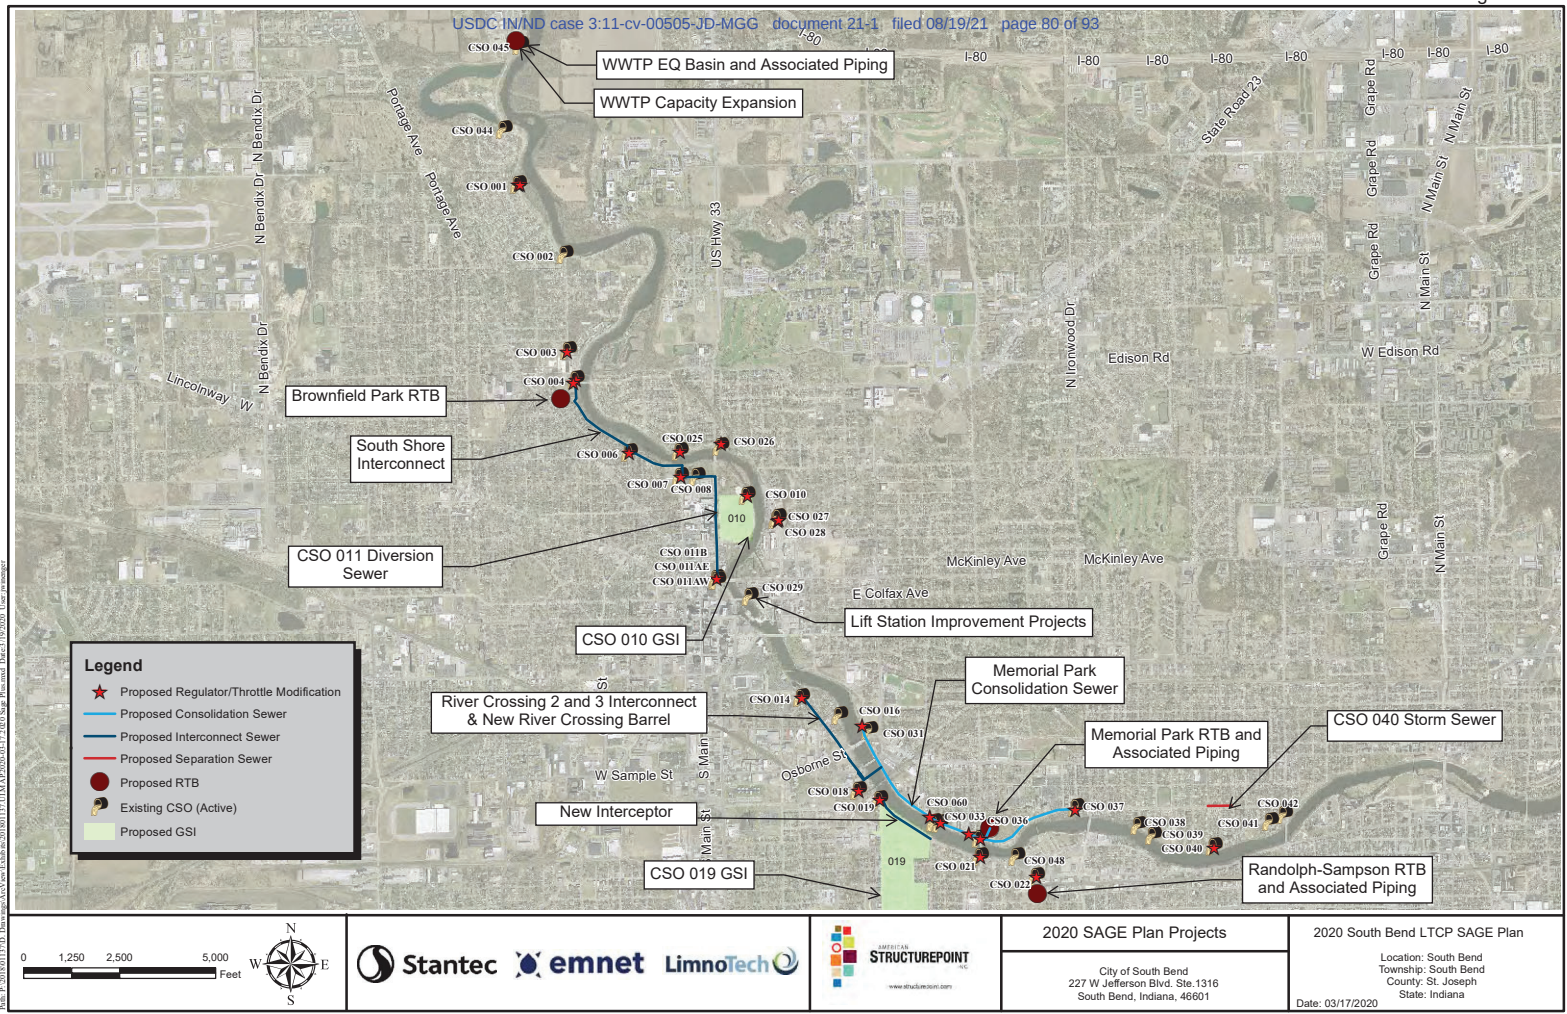 USDC IN/ND case 3:11-cv-00505-JD-MGG document 21-1 filed 08/19/21 page 80 of 93
CSO 045
I-80
I-80
I-80
I-80
I-80
I-80
I-80
I-80
WWTP EQ Basin and Associated Piping
WWTP Capacity Expansion
CSO 044
CSO 001
CSO 002
N Bendix Dr
N Bendix Dr
N Bendix Dr
N Bendix Dr
N Bendix Dr
Portage Ave
Portage Ave
US Hwy 33
State Road 23
Grape Rd
Grape Rd
Grape Rd
Grape Rd
N Main St
N Main St
N Main St
N Main St
CSO 003
CSO 004
Lincolnway W
N Ironwood Dr
Edison Rd
W Edison Rd
Brownfield Park RTB
South Shore
Interconnect
CSO 006
CSO 025
CSO 026
CSO 007
CSO 008
CSO 010
010
CSO 027
CSO 028
CSO 011 Diversion
Sewer
CSO 011B
CSO 011AE
CSO 011AW
CSO 029
McKinley Ave
McKinley Ave
E Colfax Ave
Lift Station Improvement Projects
CSO 010 GSI
Legend
Proposed Regulator/Throttle Modification
Proposed Consolidation Sewer
Proposed Interconnect Sewer
Proposed Separation Sewer
Proposed RTB
Existing CSO (Active)
Proposed GSI
River Crossing 2 and 3 Interconnect
& New River Crossing Barrel
CSO 014
CSO 016
CSO 031
Memorial Park
Consolidation Sewer
Memorial Park RTB and
Associated Piping
CSO 040 Storm Sewer
St
S Main
Main St
W Sample St
Osborne St
New Interceptor
CSO 018
CSO 019
CSO 060
CSO 033
CSO 036
CSO 037
CSO 038
CSO 039
CSO 040
CSO 041
CSO 042
CSO 021
CSO 048
CSO 022
019
CSO 019 GSI
Randolph-Sampson RTB
and Associated Piping
0 1,250 2,500 5,000
Feet
N
W E
S
Stantec
emnet
LimnoTech
AMERICAN
STRUCTUREPOINT
INC.
www.structurepoint.com
2020 SAGE Plan Projects
City of South Bend
227 W Jefferson Blvd. Ste.1316
South Bend, Indiana, 46601
2020 South Bend LTCP SAGE Plan
Location: South Bend
Township: South Bend
County: St. Joseph
State: Indiana
Date: 03/17/2020